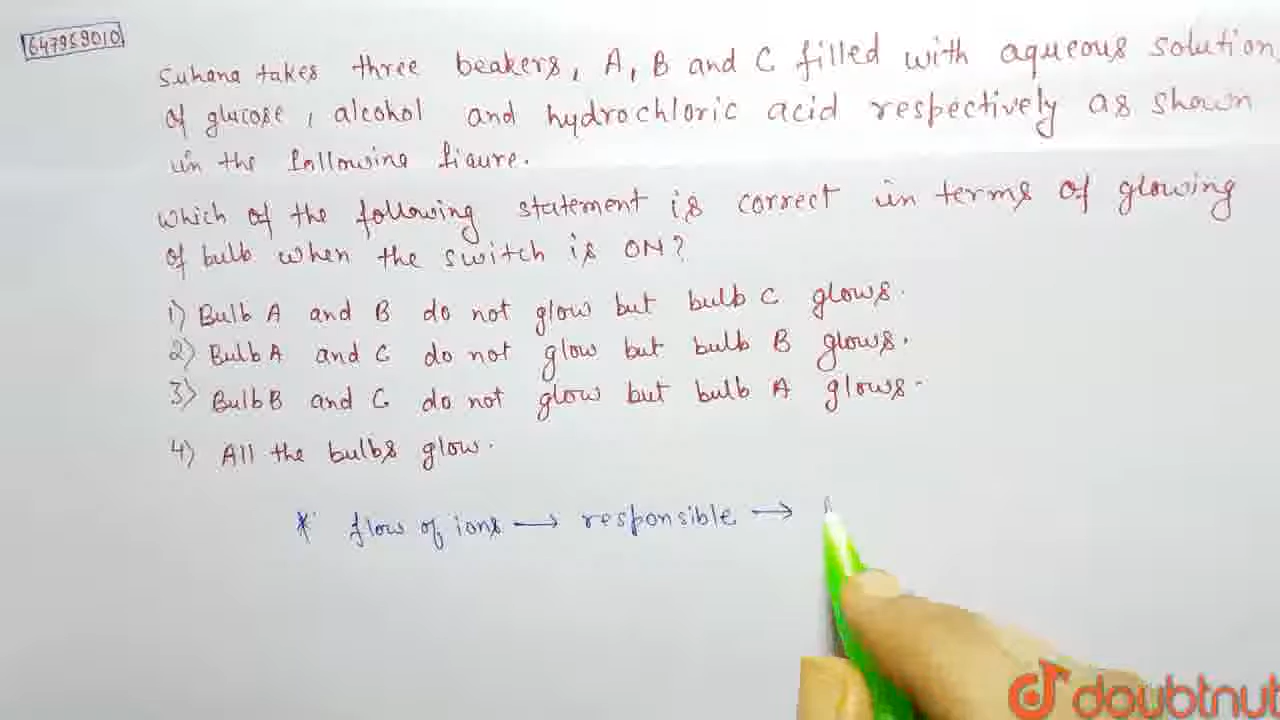 647959010
Suhana takes three beakers, A, B and C filled with aqueous solution
of glucose, alcohol and hydrochloric acid respectively as shown
in the following figure.
Which of the following statement is correct in terms of glowing
of bulb when the switch is ON?
1) Bulb A and B do not glow but bulb C glows.
2) Bulb A and C do not glow but bulb B glows.
3) Bulb B and C do not glow but bulb A glows.
4) All the bulbs glow.
* flow of ions → responsible →
doubtnut